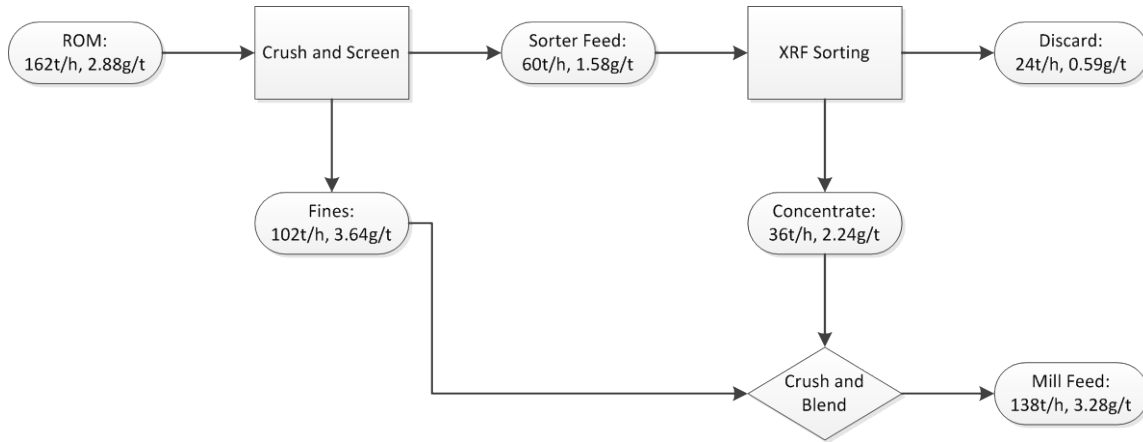 ROM:
162t/h, 2.88g/t
Crush and Screen
Sorter Feed:
60t/h, 1.58g/t
XRF Sorting
Discard:
24t/h, 0.59g/t
Fines:
102t/h, 3.64g/t
Concentrate:
36t/h, 2.24g/t
Crush and
Blend
Mill Feed:
138t/h, 3.28g/t